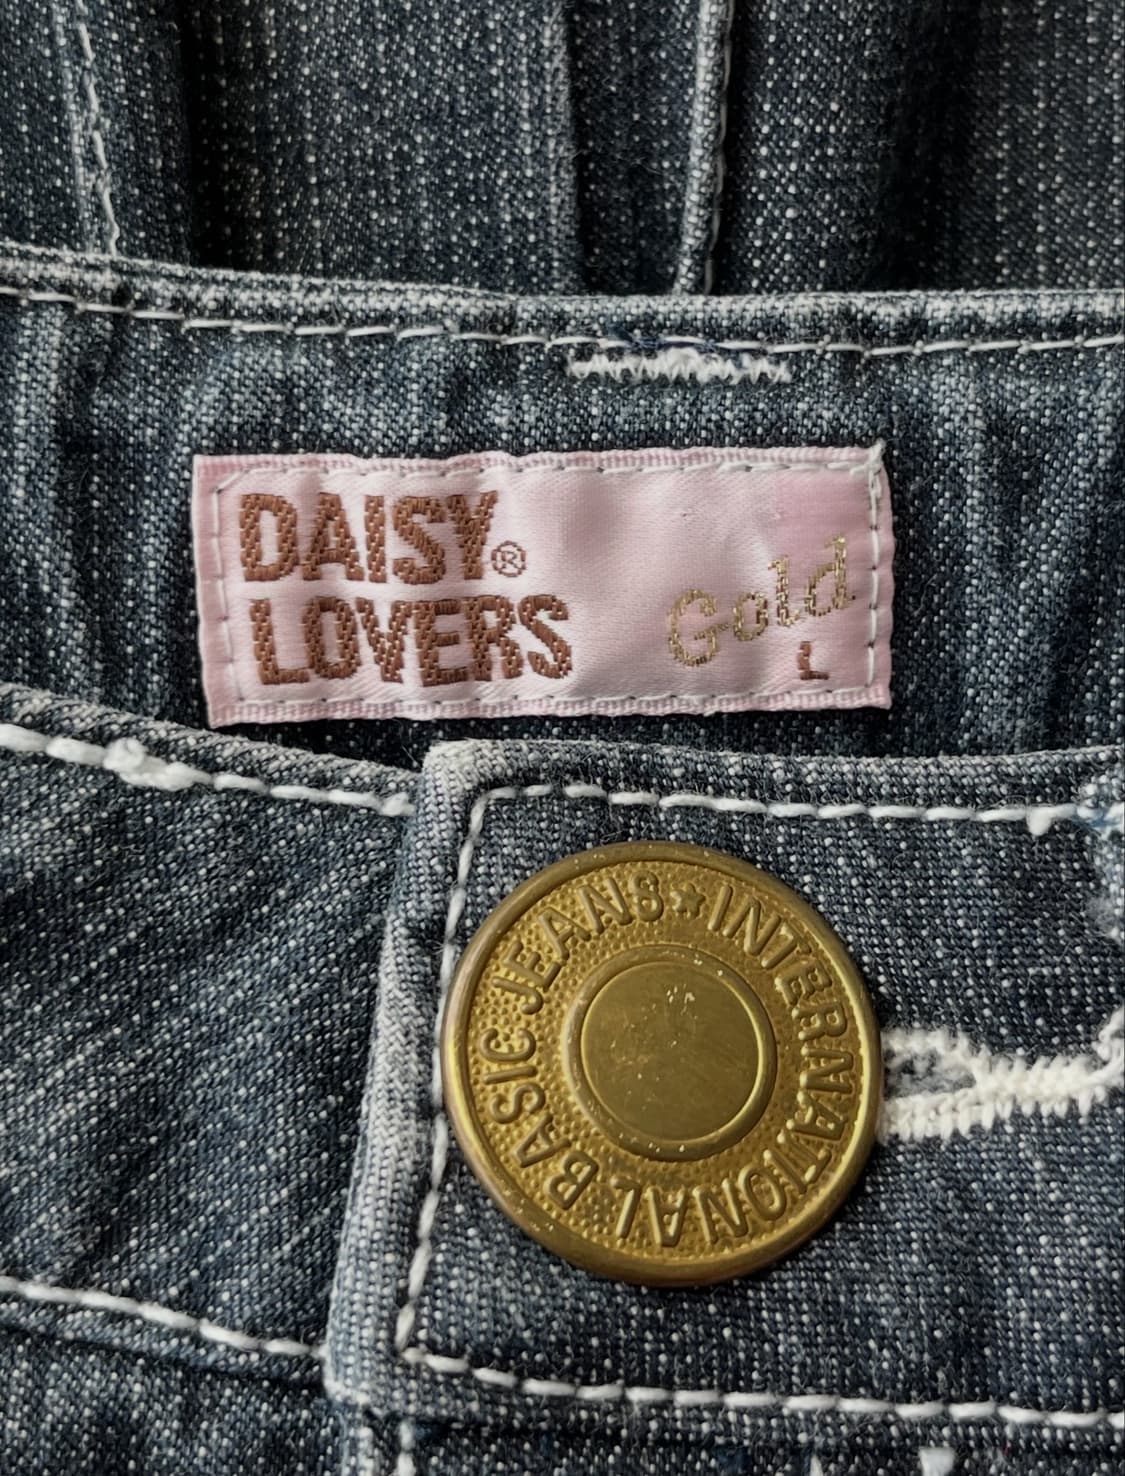 DAISY®
LOVERS
Gold
L
INTERNATIONAL BASIC JEANS★